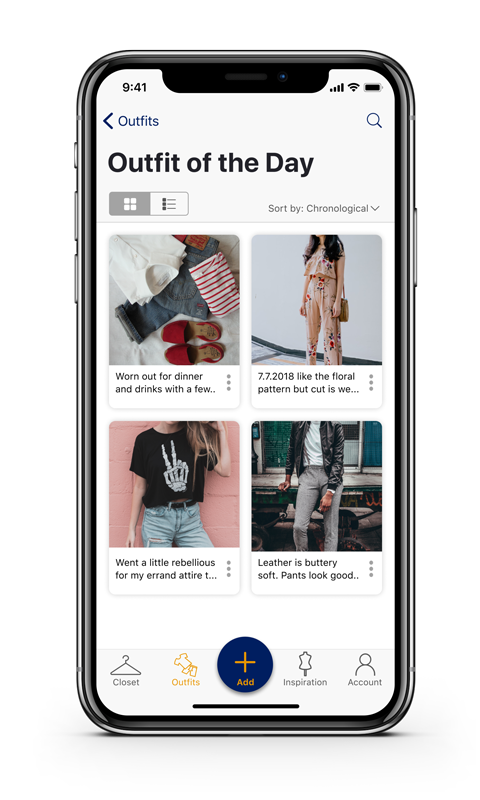 9:41
Outfits
Outfit of the Day
Sort by: Chronological
Worn out for dinner
and drinks with a few..
7.7.2018 like the floral
pattern but cut is we...
Went a little rebellious
for my errand attire t...
Leather is buttery
soft. Pants look good..
Closet
Outfits
Add
Inspiration
Account